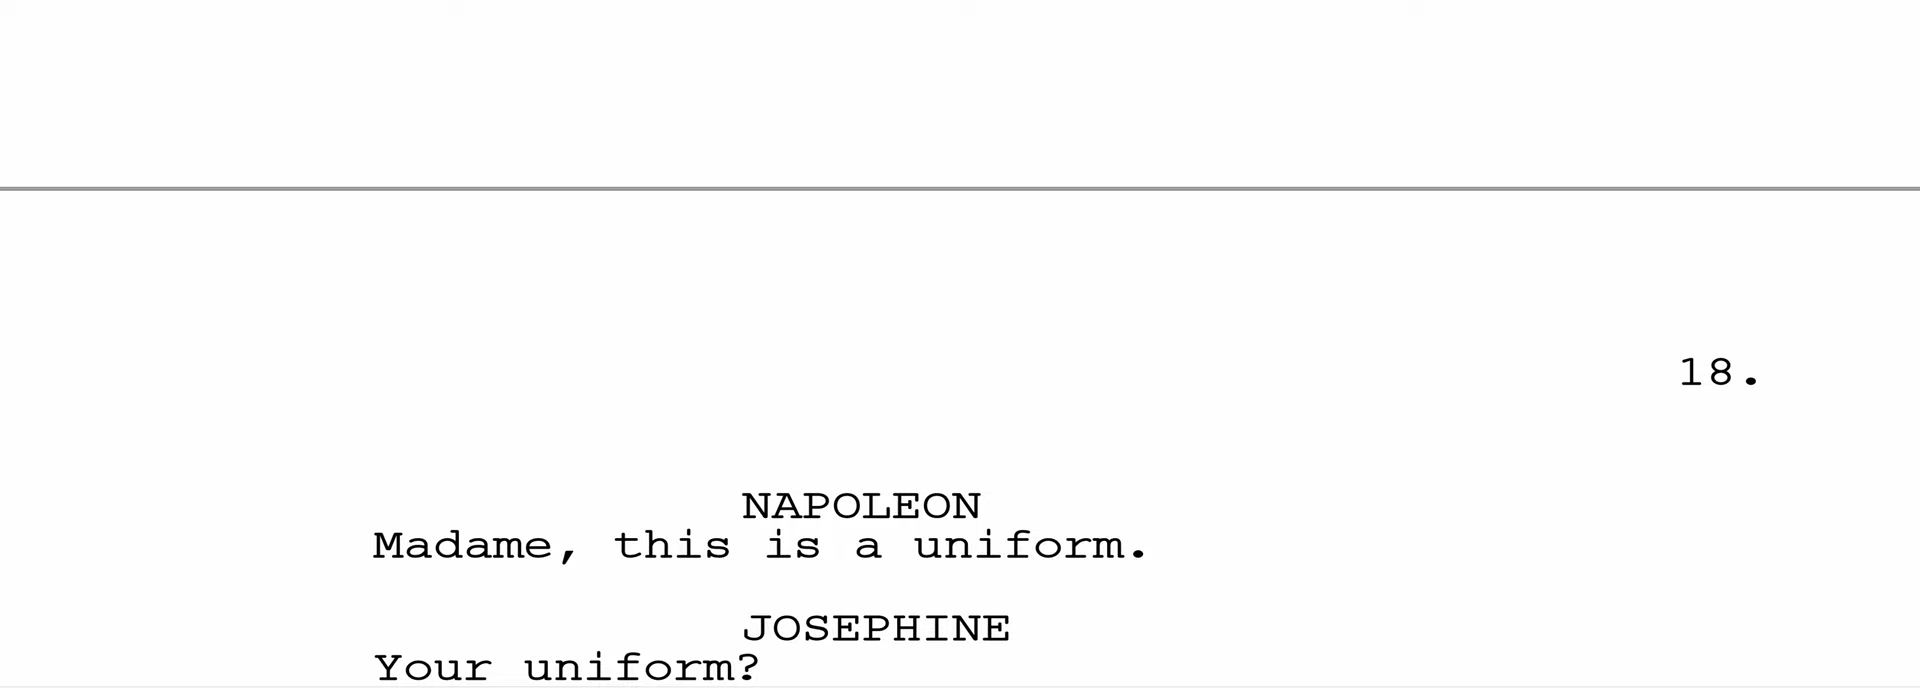 18.
NAPOLEON
Madame, this is a uniform.
JOSEPHINE
Your uniform?